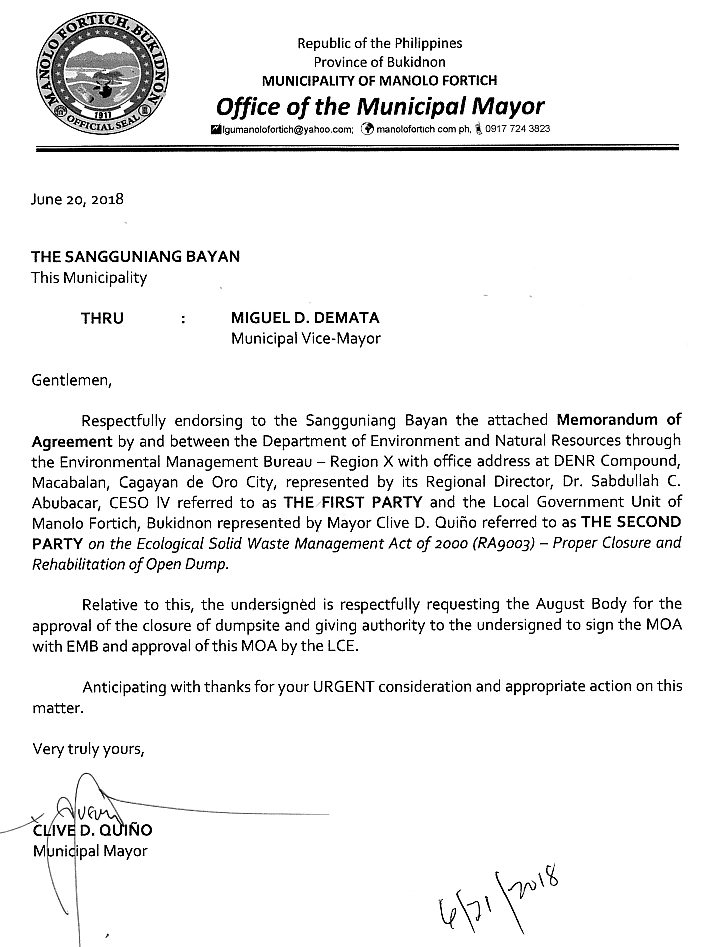 MANOLO FORTICH, BUKIDNON
1917
OFFICIAL SEAL
Republic of the Philippines
Province of Bukidnon
MUNICIPALITY OF MANOLO FORTICH
Office of the Municipal Mayor
lgumanolofortich@yahoo.com; manolofortich com ph, 0917 724 3823
June 20, 2018
THE SANGGUNIANG BAYAN
This Municipality
THRU : MIGUEL D. DEMATA
Municipal Vice-Mayor
Gentlemen,
Respectfully endorsing to the Sangguniang Bayan the attached Memorandum of
Agreement by and between the Department of Environment and Natural Resources through
the Environmental Management Bureau – Region X with office address at DENR Compound,
Macabalan, Cagayan de Oro City, represented by its Regional Director, Dr. Sabdullah C.
Abubacar, CESO IV referred to as THE FIRST PARTY and the Local Government Unit of
Manolo Fortich, Bukidnon represented by Mayor Clive D. Quiño referred to as THE SECOND
PARTY on the Ecological Solid Waste Management Act of 2000 (RA9003) – Proper Closure and
Rehabilitation of Open Dump.
Relative to this, the undersigned is respectfully requesting the August Body for the
approval of the closure of dumpsite and giving authority to the undersigned to sign the MOA
with EMB and approval of this MOA by the LCE.
Anticipating with thanks for your URGENT consideration and appropriate action on this
matter.
Very truly yours,
CLIVE D. QUIÑO
Municipal Mayor
6/21/2018